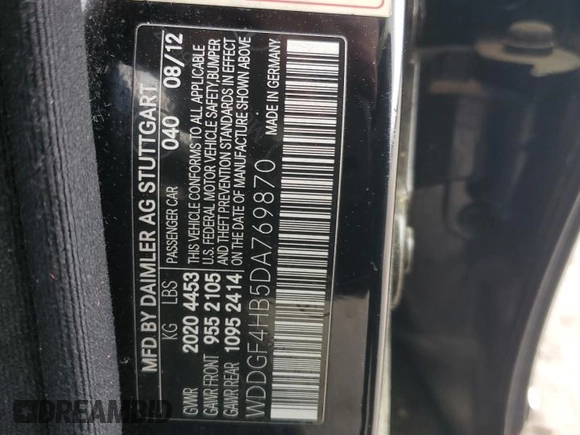 MFD BY DAIMLER AG STUTTGART
PASSENGER CAR 040 08/12
KG LBS
GVWR 2020 4453
GAWR FRONT 955 2105
GAWR REAR 1095 2414
THIS VEHICLE CONFORMS TO ALL APPLICABLE
U.S. FEDERAL MOTOR VEHICLE SAFETY/BUMPER
AND THEFT PREVENTION STANDARDS IN EFFECT
ON THE DATE OF MANUFACTURE SHOWN ABOVE
WDDGF4HB5DA769870
MADE IN GERMANY
DREAMBID